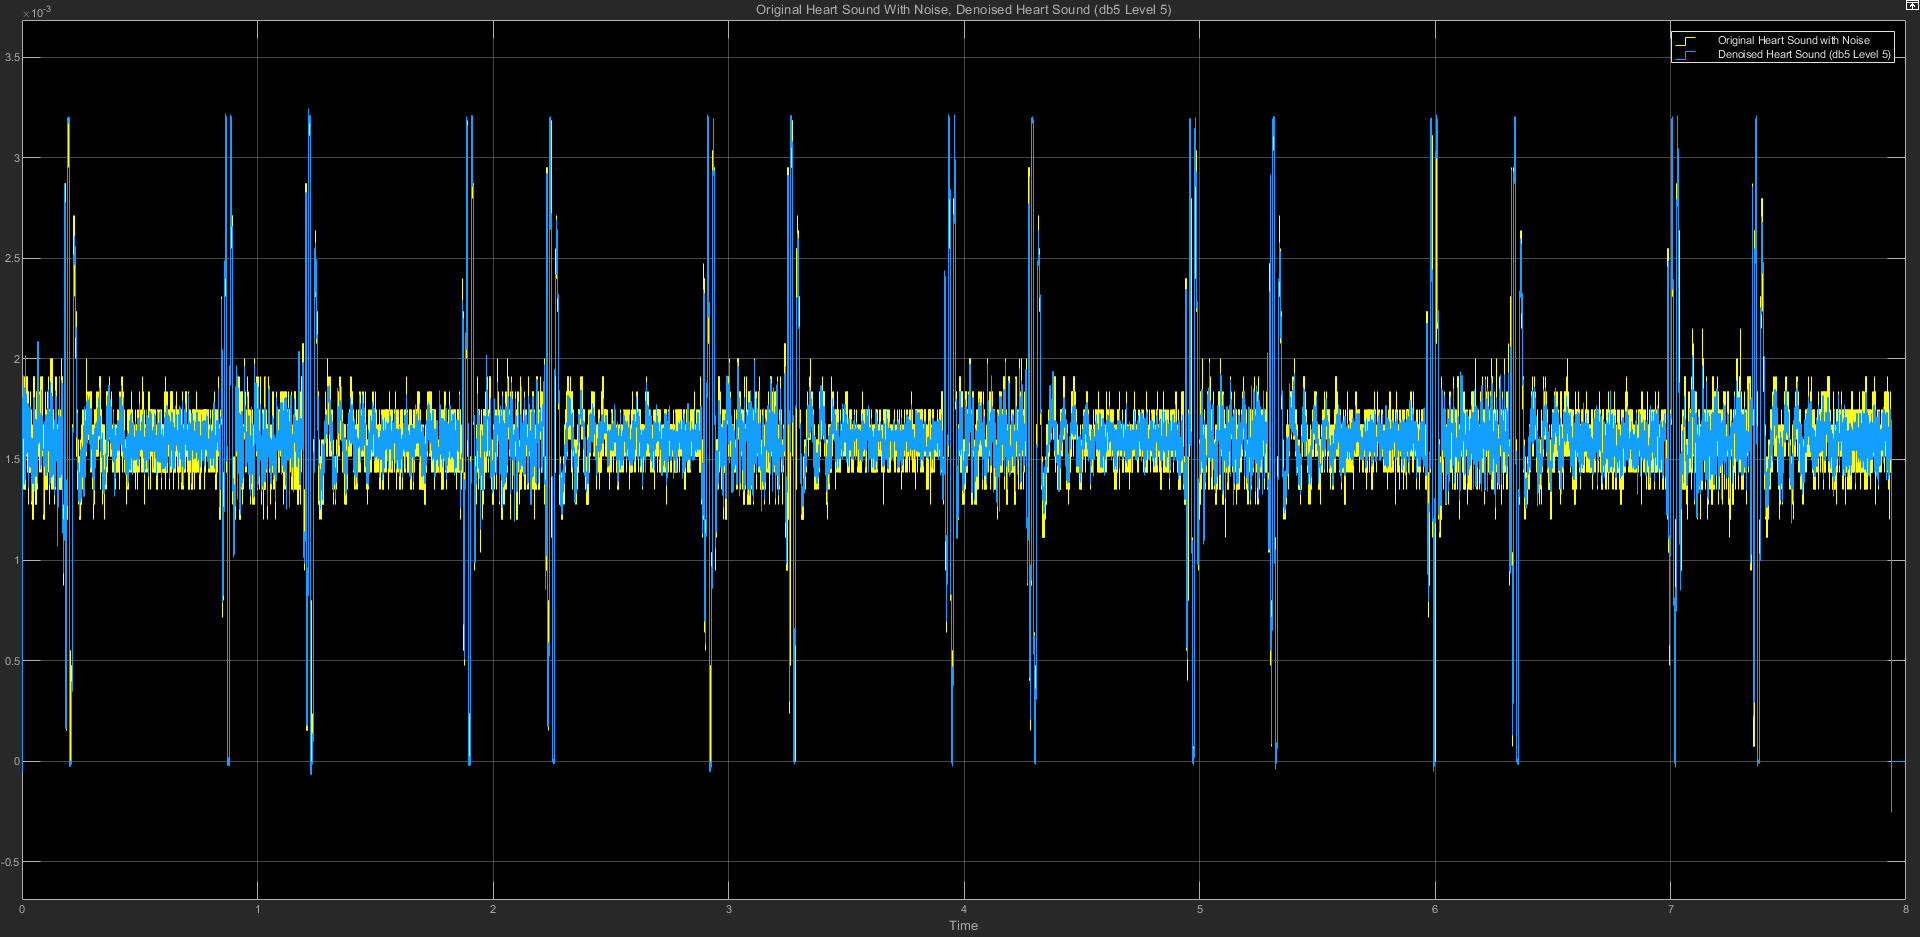 Original Heart Sound With Noise, Denoised Heart Sound (db5 Level 5)
×10-3
Original Heart Sound with Noise
Denoised Heart Sound (db5 Level 5)
3.5
3
2.5
2
1.5
1
0.5
0
-0.5
0 1 2 3 4 5 6 7 8
Time